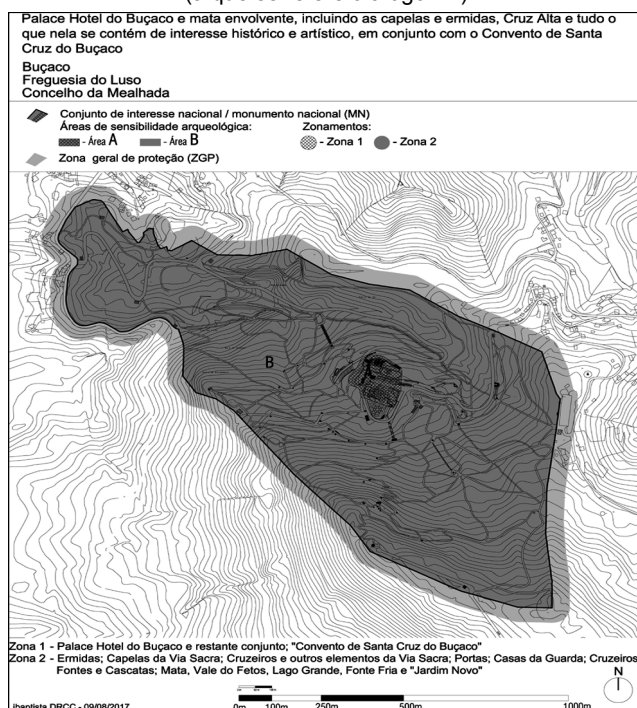 Palace Hotel do Buçaco e mata envolvente, incluindo as capelas e ermidas, Cruz Alta e tudo o
que nela se contém de interesse histórico e artístico, em conjunto com o Convento de Santa
Cruz do Buçaco
Buçaco
Freguesia do Luso
Concelho da Mealhada
Conjunto de interesse nacional / monumento nacional (MN)
Áreas de sensibilidade arqueológica: Zonamentos:
- Área A - Área B - Zona 1 - Zona 2
Zona geral de proteção (ZGP)
B
Zona 1 - Palace Hotel do Buçaco e restante conjunto; "Convento de Santa Cruz do Buçaco"
Zona 2 - Ermidas; Capelas da Via Sacra; Cruzeiros e outros elementos da Via Sacra; Portas; Casas da Guarda; Cruzeiros
Fontes e Cascatas; Mata, Vale do Fetos, Lago Grande, Fonte Fria e "Jardim Novo"
N
jbaptista DRCC - 09/08/2017
0m 100m 250m 500m 1000m